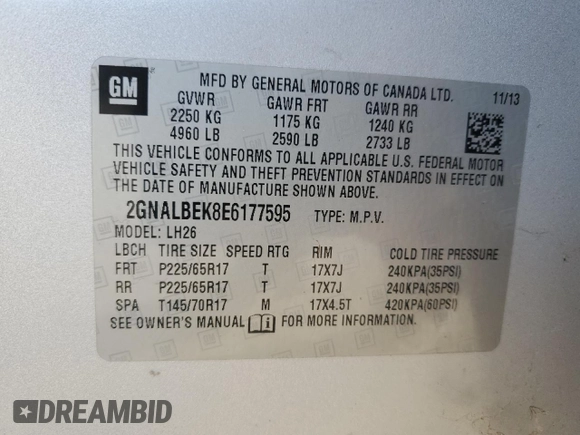 GM
MFD BY GENERAL MOTORS OF CANADA LTD. 11/13
GVWR GAWR FRT GAWR RR
2250 KG 1175 KG 1240 KG
4960 LB 2590 LB 2733 LB
THIS VEHICLE CONFORMS TO ALL APPLICABLE U.S. FEDERAL MOTOR
VEHICLE SAFETY AND THEFT PREVENTION STANDARDS IN EFFECT ON
THE DATE OF MANUFACTURE SHOWN ABOVE.
2GNALBEK8E6177595 TYPE: M.P.V.
MODEL: LH26
LBCH TIRE SIZE SPEED RTG RIM COLD TIRE PRESSURE
FRT P225/65R17 T 17X7J 240KPA(35PSI)
RR P225/65R17 T 17X7J 240KPA(35PSI)
SPA T145/70R17 M 17X4.5T 420KPA(60PSI)
SEE OWNER'S MANUAL FOR MORE INFORMATION.
DREAMBID